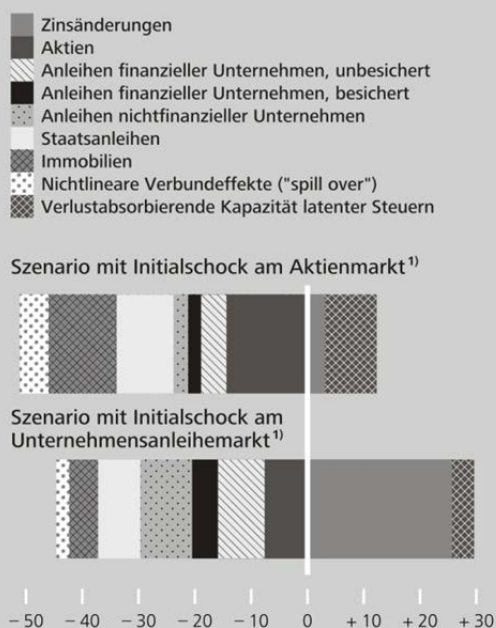 Zinsänderungen
Aktien
Anleihen finanzieller Unternehmen, unbesichert
Anleihen finanzieller Unternehmen, besichert
Anleihen nichtfinanzieller Unternehmen
Staatsanleihen
Immobilien
Nichtlineare Verbundeffekte ("spill over")
Verlustabsorbierende Kapazität latenter Steuern
Szenario mit Initialschock am Aktienmarkt¹⁾
Szenario mit Initialschock am
Unternehmensanleihemarkt¹⁾
– 50 – 40 – 30 – 20 – 10 0 + 10 + 20 + 30